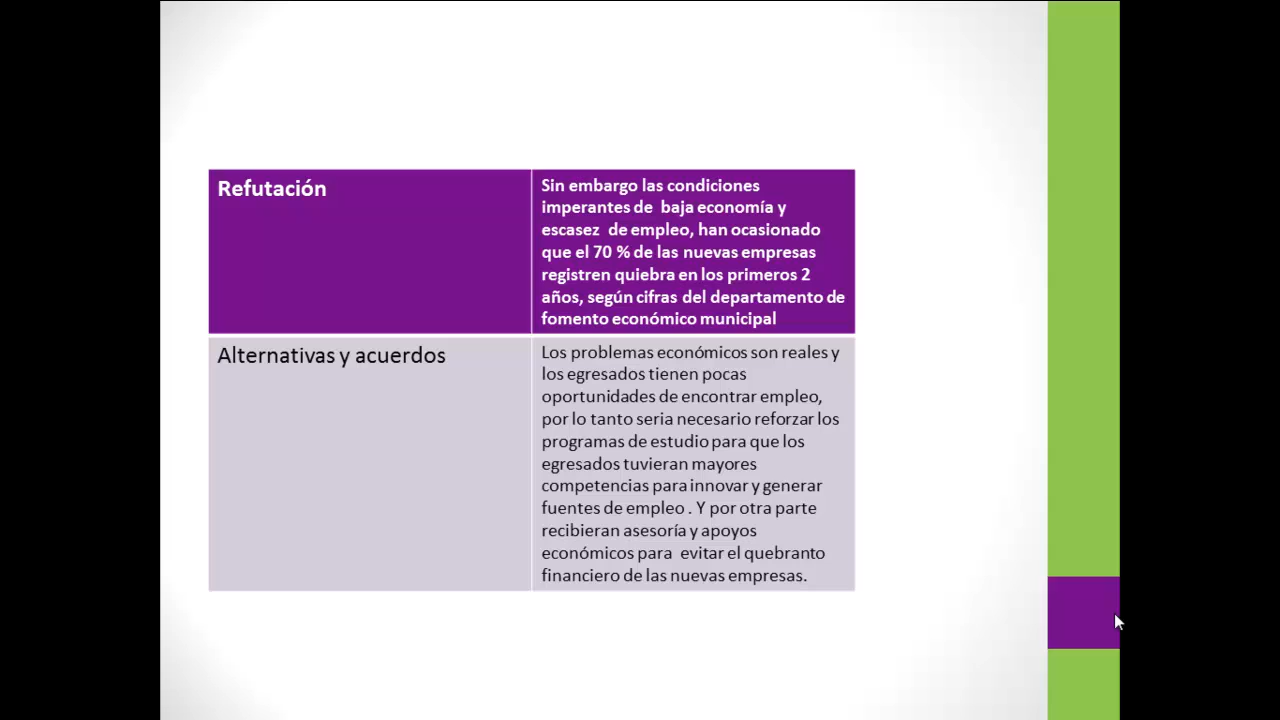 Refutación
Sin embargo las condiciones
imperantes de baja economía y
escasez de empleo, han ocasionado
que el 70 % de las nuevas empresas
registren quiebra en los primeros 2
años, según cifras del departamento de
fomento económico municipal
Alternativas y acuerdos
Los problemas económicos son reales y
los egresados tienen pocas
oportunidades de encontrar empleo,
por lo tanto seria necesario reforzar los
programas de estudio para que los
egresados tuvieran mayores
competencias para innovar y generar
fuentes de empleo . Y por otra parte
recibieran asesoría y apoyos
económicos para evitar el quebranto
financiero de las nuevas empresas.